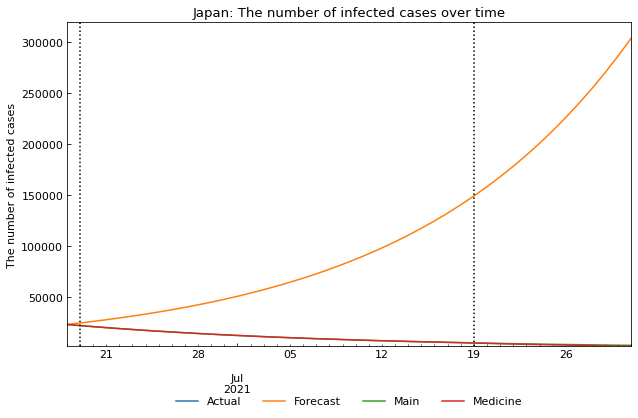 Japan: The number of infected cases over time
The number of infected cases
300000
250000
200000
150000
100000
50000
21 28 05 12 19 26
Jul
2021
Actual Forecast Main Medicine